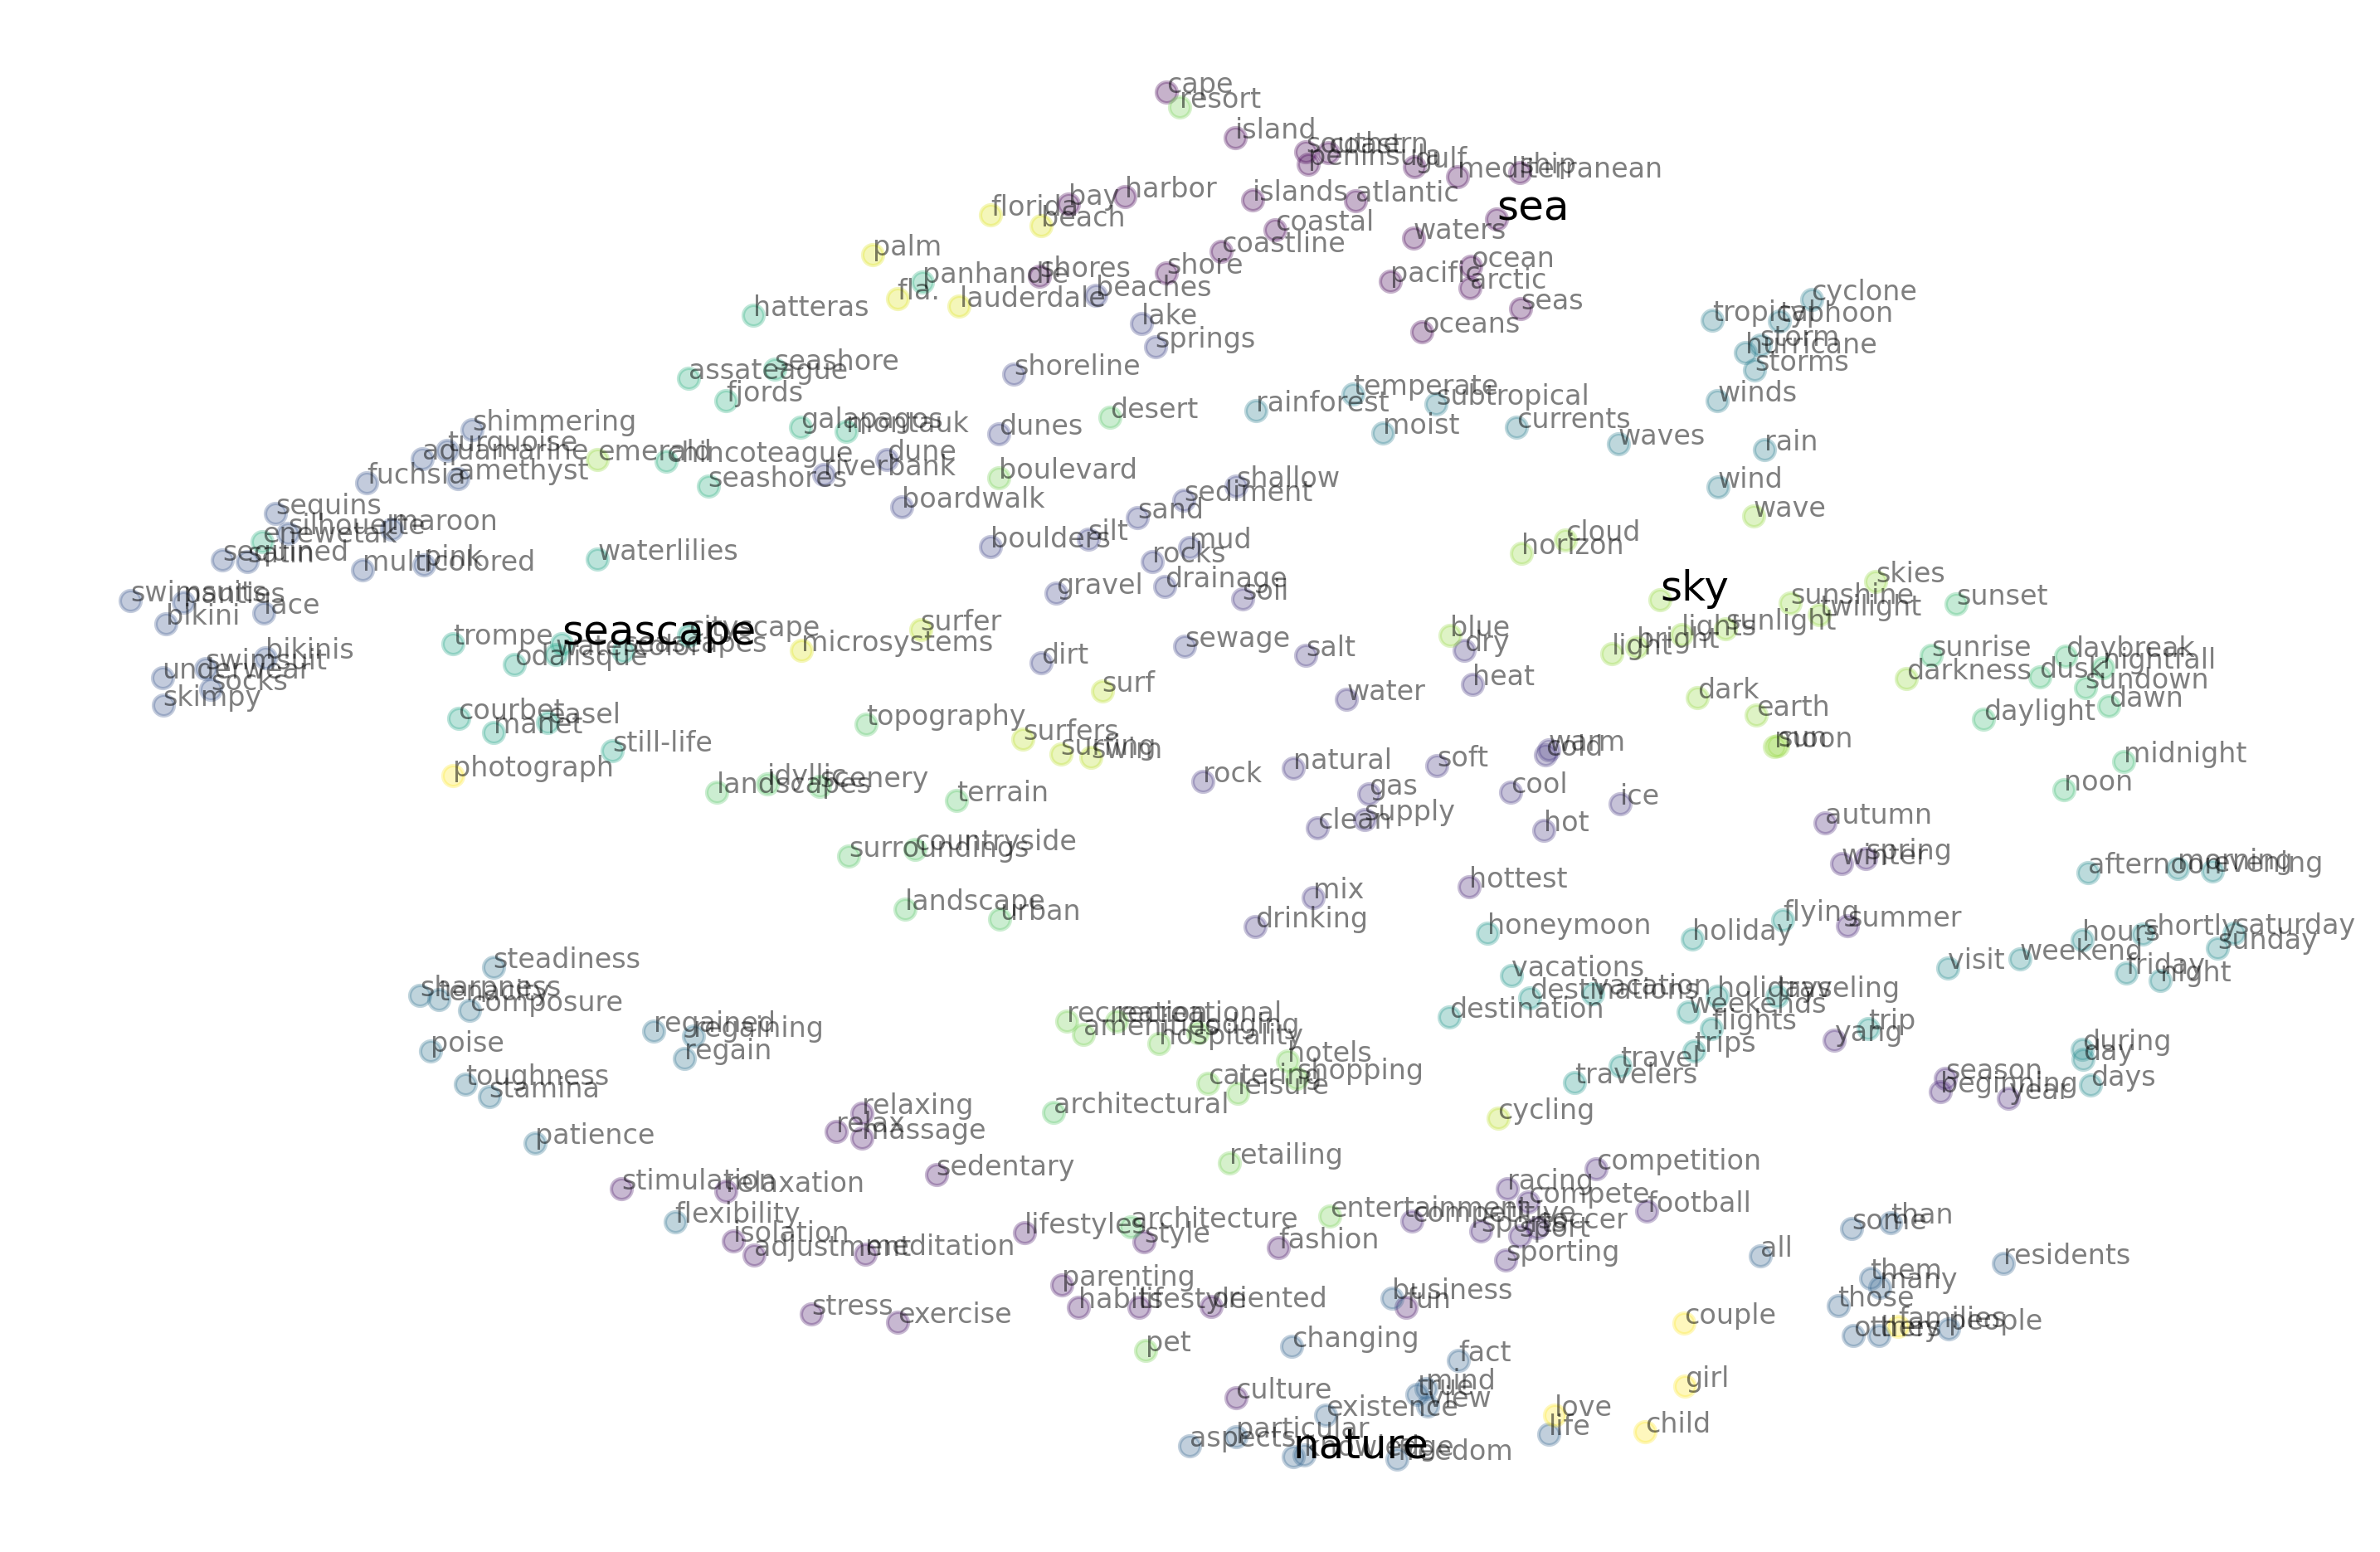 cape
resort
island
southern
coast
peninsula
gulf
mediterranean
ship
florida
bay
harbor
islands
atlantic
sea
beach
coastal
waters
palm
coastline
panhandle
shores
shore
ocean
pacific
arctic
fla.
lauderdale
beaches
seas
cyclone
hatteras
lake
oceans
tropical
typhoon
springs
storm
hurricane
storms
assateague
seashore
shoreline
fjords
temperate
rainforest
subtropical
winds
galapagos
montauk
dunes
desert
moist
currents
waves
rain
shimmering
turquoise
aquamarine
emerald
chincoteague
dune
fuchsia
amethyst
seashores
riverbank
boulevard
shallow
wind
sequins
boardwalk
sediment
wave
silhouette
maroon
enewetak
sand
sequined
satin
multicolored
pink
waterlilies
boulders
silt
mud
rocks
horizon
cloud
swimsuits
panties
lace
gravel
drainage
soil
sky
skies
sunshine
twilight
sunset
bikini
trompe
seascape
cityscape
surfer
blue
lights
sunlight
bikinis
odalisque
watercolor
seascapes
microsystems
sewage
salt
dry
light
bright
sunrise
daybreak
underwear
swimsuit
dirt
nightfall
skimpy
socks
surf
water
heat
dark
darkness
dusk
sundown
courbet
easel
manet
topography
earth
daylight
dawn
still-life
surfers
surfing
swim
warm
cold
sun
moon
photograph
landscapes
idyllic
scenery
terrain
rock
natural
soft
midnight
gas
cool
ice
noon
surroundings
countryside
clean
supply
hot
autumn
winter
spring
afternoon
morning
evening
landscape
urban
mix
hottest
drinking
honeymoon
holiday
flying
summer
hours
shortly
saturday
sunday
steadiness
vacations
visit
weekend
friday
night
sharpness
tenacity
composure
destination
destinations
vacation
holidays
traveling
weekends
regained
regaining
regain
recreation
recreational
amenities
lodging
hospitality
flights
yang
trip
poise
hotels
trips
during
day
toughness
stamina
catering
shopping
leisure
travelers
travel
season
beginning
year
days
relaxing
relax
massage
architectural
cycling
patience
retailing
competition
stimulation
relaxation
sedentary
racing
compete
football
flexibility
isolation
adjustment
meditation
lifestyles
architecture
style
fashion
entertainment
competitive
sports
sport
soccer
sporting
all
some
than
residents
parenting
habits
lifestyle
oriented
business
fun
them
many
those
stress
exercise
couple
others
they
families
people
pet
changing
fact
culture
mind
true
view
girl
existence
love
life
child
aspects
particular
nature
knowledge
freedom